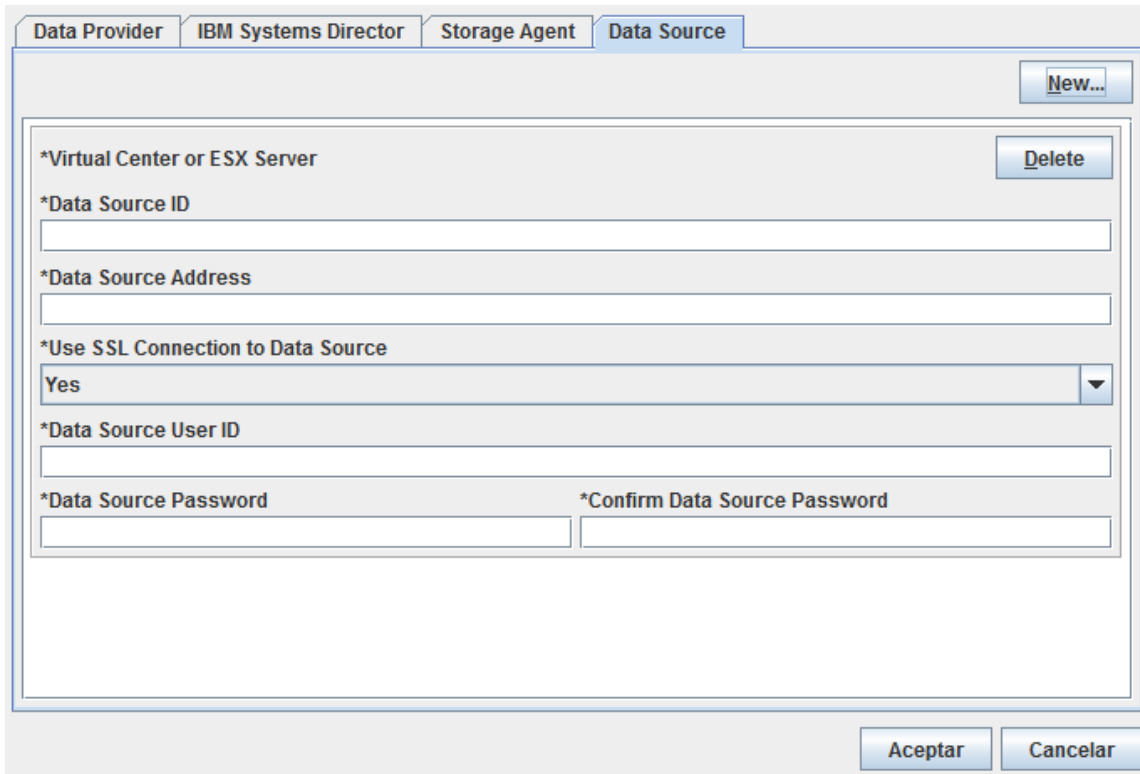 Data Provider IBM Systems Director Storage Agent Data Source
New...
*Virtual Center or ESX Server Delete
*Data Source ID
*Data Source Address
*Use SSL Connection to Data Source
Yes
*Data Source User ID
*Data Source Password *Confirm Data Source Password
Aceptar Cancelar